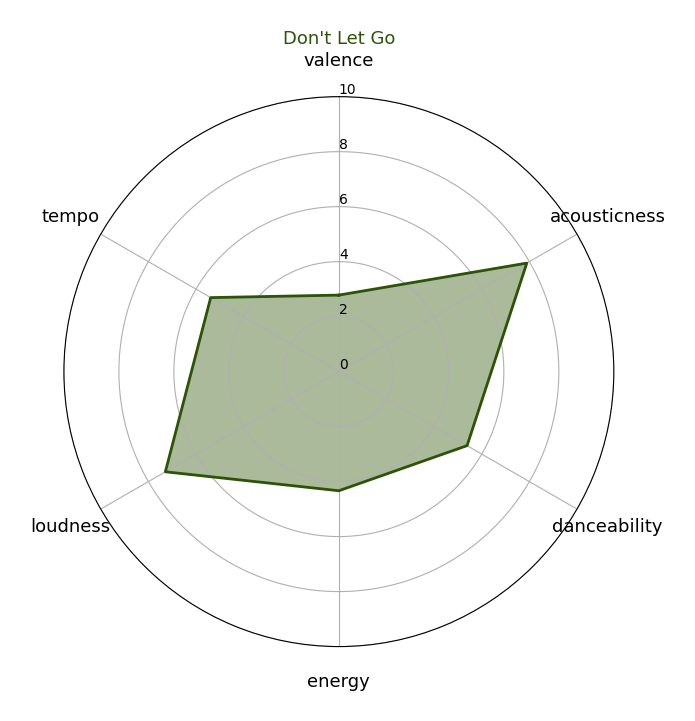 Don't Let Go
valence
10
8
6
4
2
0
tempo
acousticness
loudness
danceability
energy